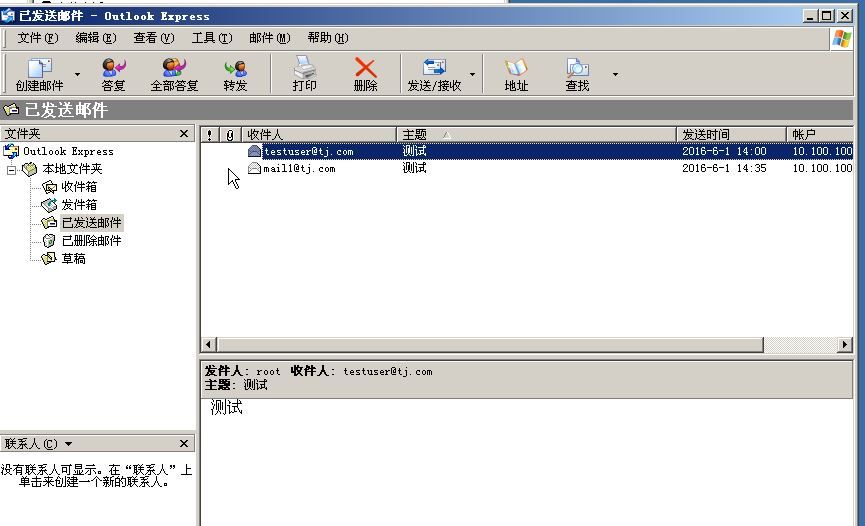 已发送邮件 - Outlook Express
文件(F) 编辑(E) 查看(V) 工具(T) 邮件(M) 帮助(H)
创建邮件 答复 全部答复 转发 打印 删除 发送/接收 地址 查找
已发送邮件
文件夹
Outlook Express
本地文件夹
收件箱
发件箱
已发送邮件
已删除邮件
草稿
! 收件人 主题 发送时间 帐户
testuser@tj.com 测试 2016-6-1 14:00 10.100.100
mail1@tj.com 测试 2016-6-1 14:35 10.100.100
发件人: root 收件人: testuser@tj.com
主题: 测试
测试
联系人(C)
没有联系人可显示。在“联系人”上
单击来创建一个新的联系人。